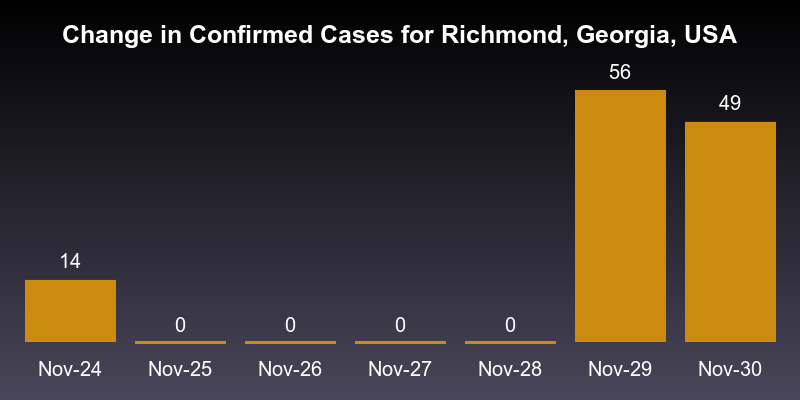 Change in Confirmed Cases for Richmond, Georgia, USA
56
49
14
0 0 0 0
Nov-24 Nov-25 Nov-26 Nov-27 Nov-28 Nov-29 Nov-30